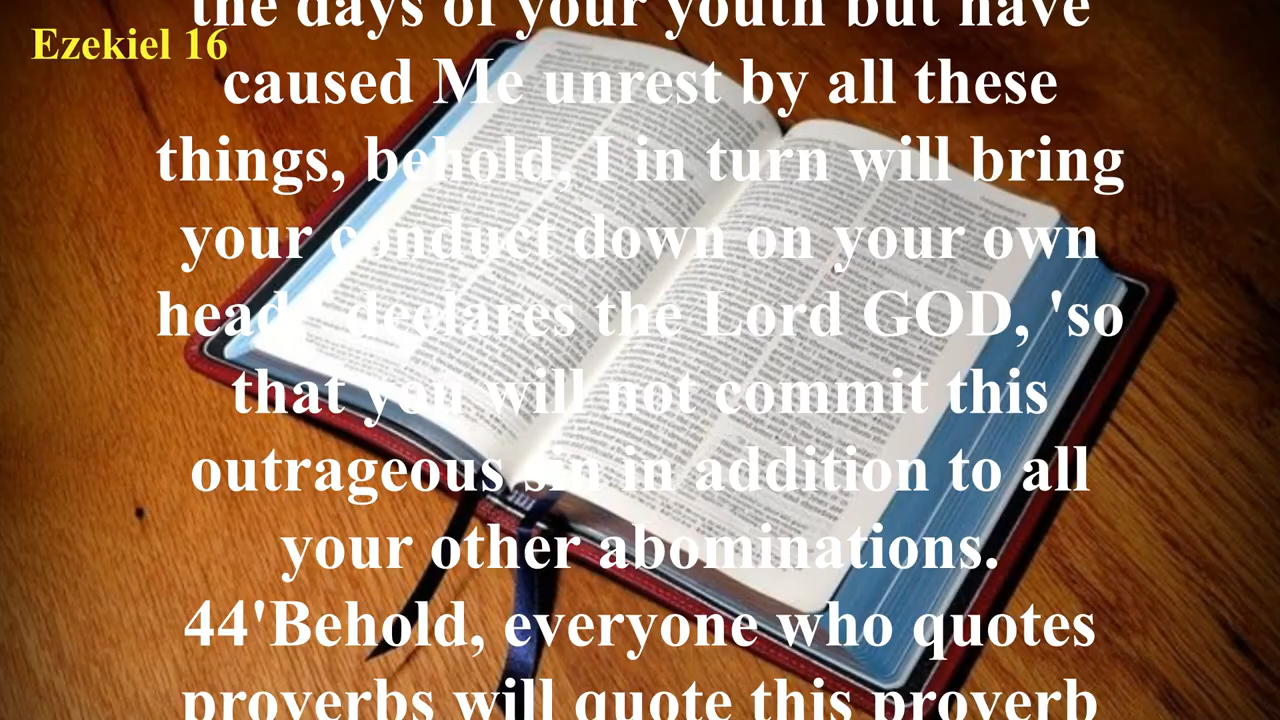 Ezekiel 16
the days of your youth but have
caused Me unrest by all these
things, behold, I in turn will bring
your conduct down on your own
head,' declares the Lord GOD, 'so
that you will not commit this
outrageous sin in addition to all
your other abominations.
44'Behold, everyone who quotes
proverbs will quote this proverb